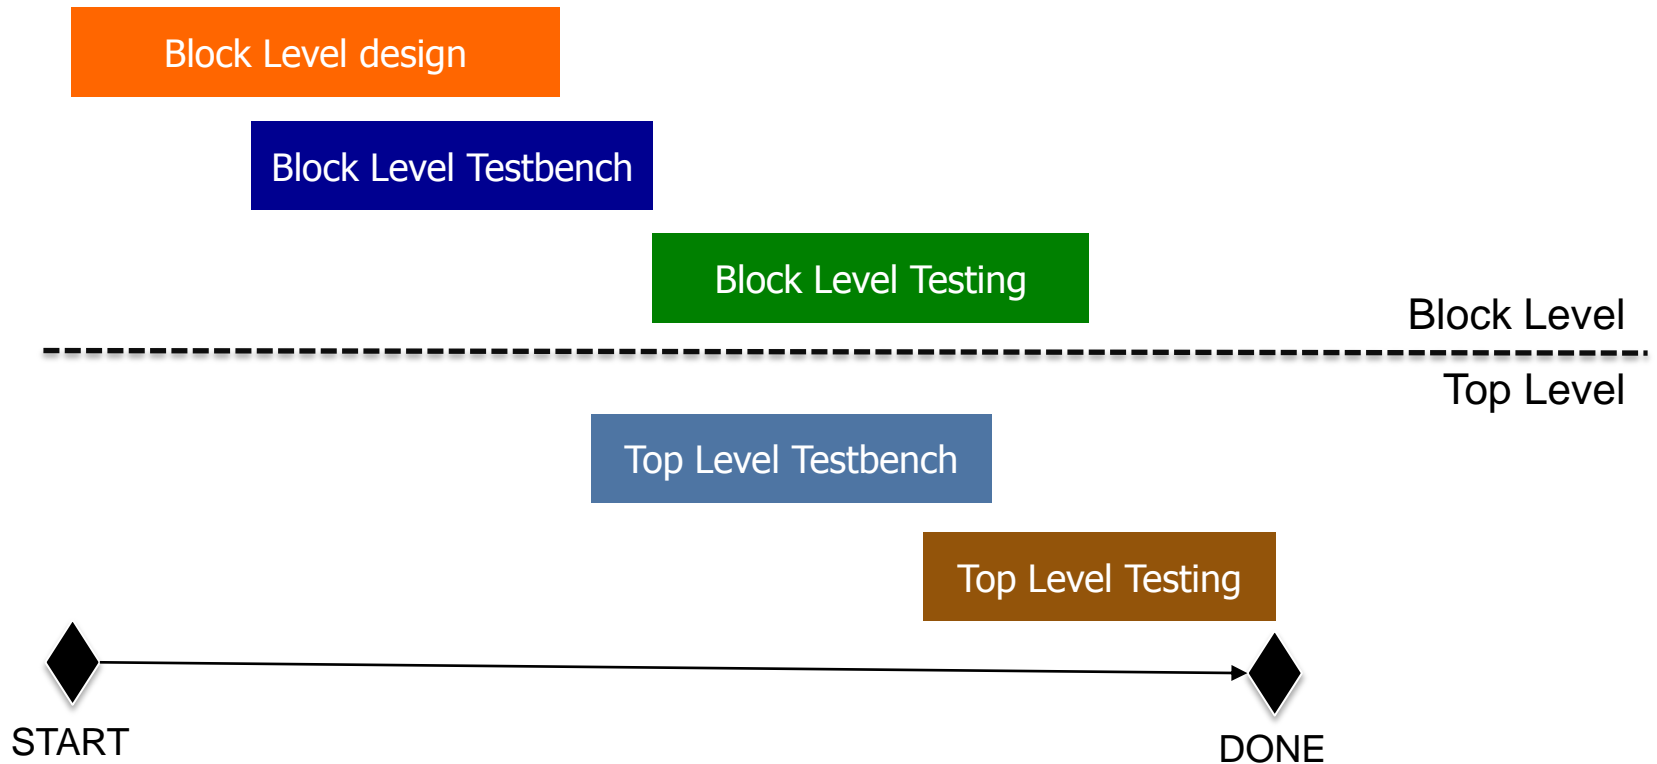 Block Level design
Block Level Testbench
Block Level Testing
Block Level
Top Level
Top Level Testbench
Top Level Testing
START
DONE